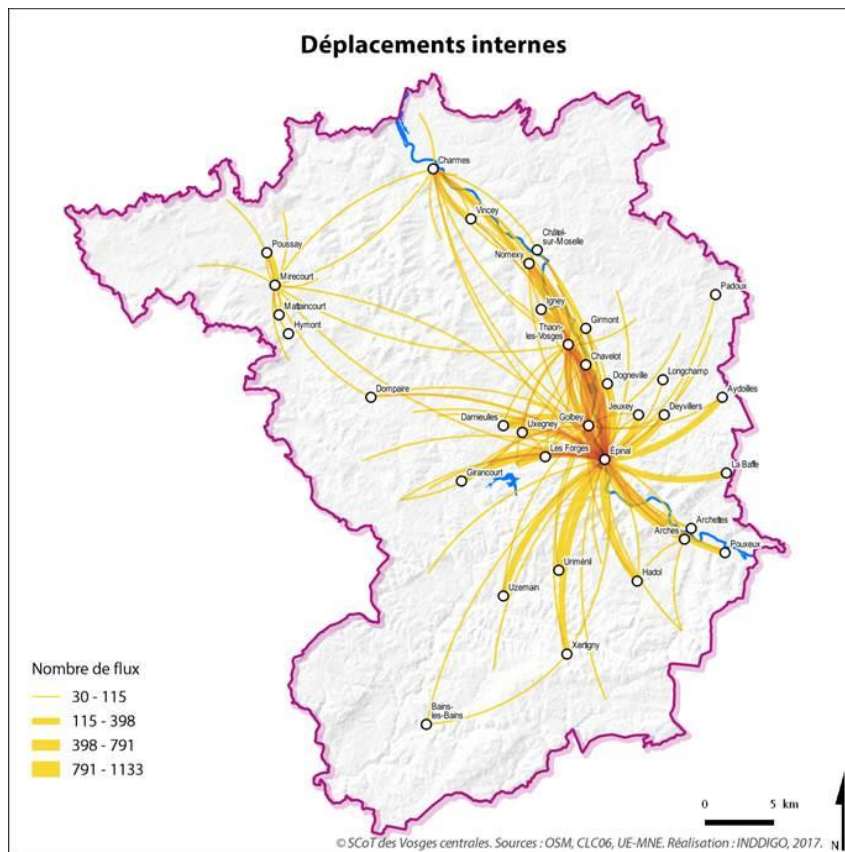 Déplacements internes
Charmes
Vincey
Châtel-
sur-Moselle
Poussay
Nomexy
Mirecourt
Padoux
Igney
Mattaincourt
Girmont
Hymont
Thaon-
les-Vosges
Chavelot
Dogneville
Longchamp
Dompaire
Aydoilles
Darnieulles
Golbey
Jeuxey
Deyvillers
Uxegney
Les Forges
Épinal
La Baffe
Girancourt
Archettes
Arches
Pouxeux
Uriménil
Hadol
Uzemain
Xertigny
Bains-
les-Bains
Nombre de flux
30 - 115
115 - 398
398 - 791
791 - 1133
0 5 km
N
© SCoT des Vosges centrales. Sources : OSM, CLC06, UE-MNE. Réalisation : INDDIGO, 2017.